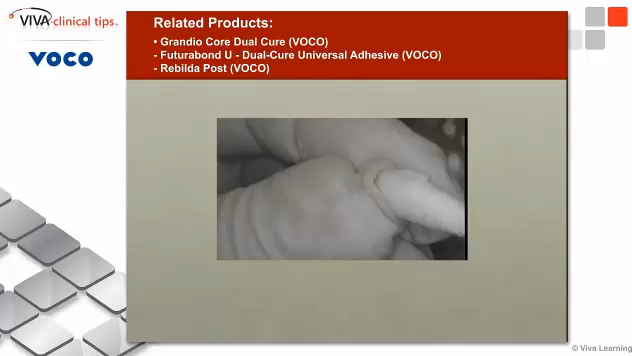 VIVA clinical tips™
VOCO
Related Products:
• Grandio Core Dual Cure (VOCO)
- Futurabond U - Dual-Cure Universal Adhesive (VOCO)
- Rebilda Post (VOCO)
© Viva Learning